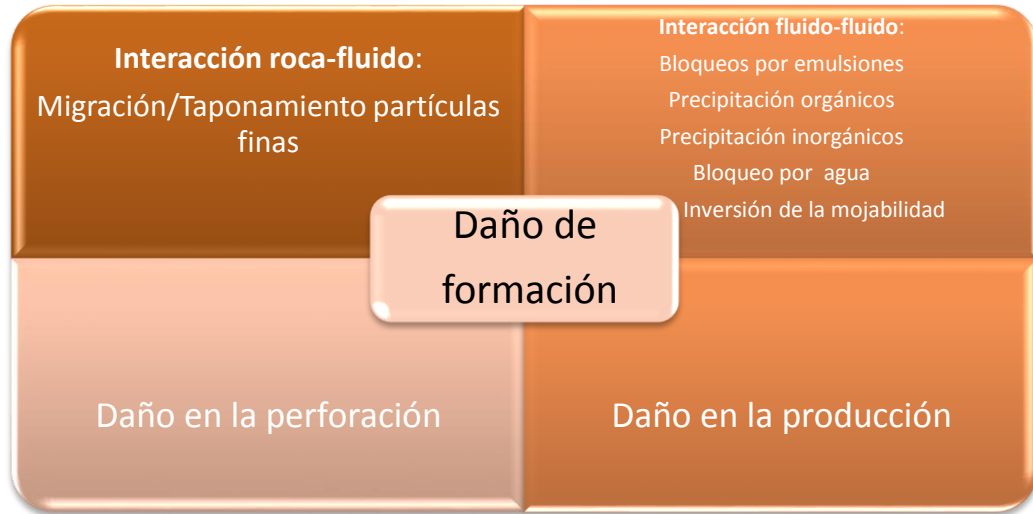 Interacción roca-fluido:
Migración/Taponamiento partículas
finas
Interacción fluido-fluido:
Bloqueos por emulsiones
Precipitación orgánicos
Precipitación inorgánicos
Bloqueo por agua
Inversión de la mojabilidad
Daño de
formación
Daño en la perforación
Daño en la producción